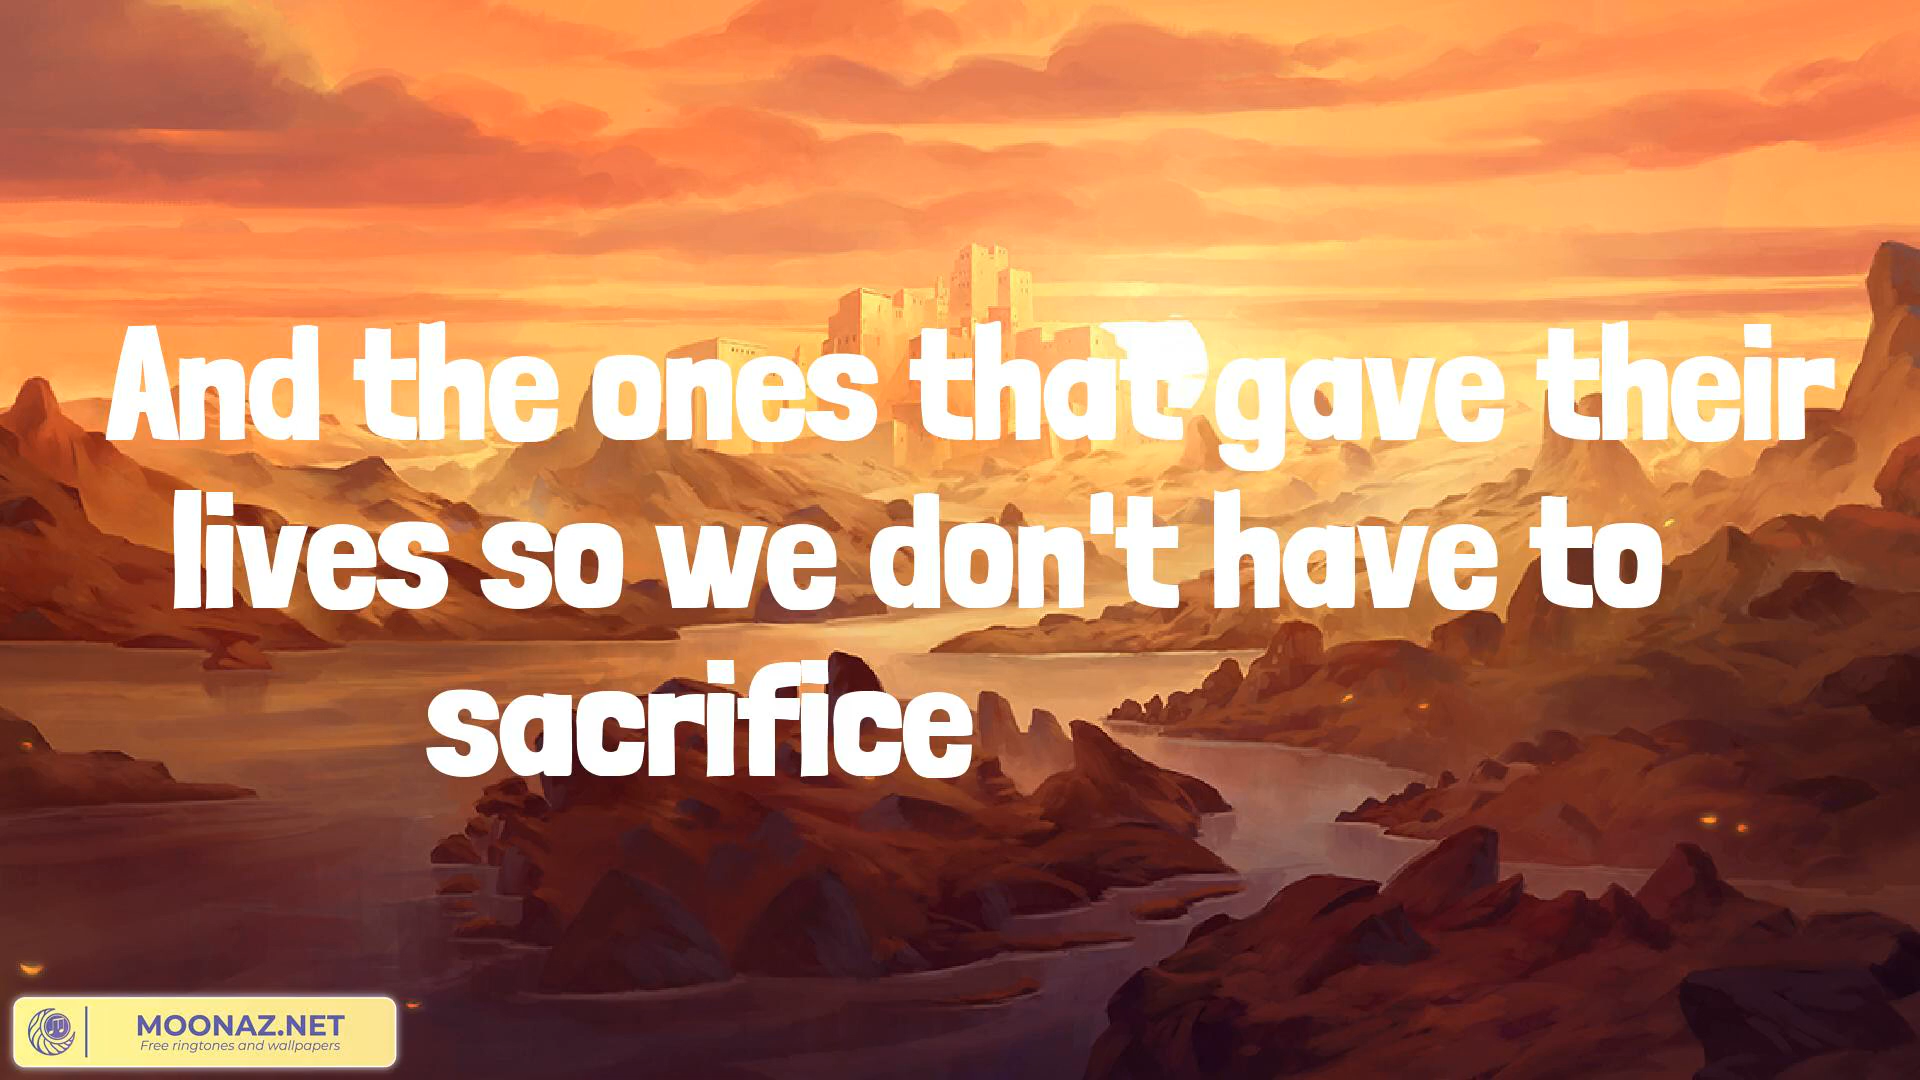 And the ones that gave their
lives so we don't have to
sacrifice
MOONAZ.NET
Free ringtones and wallpapers